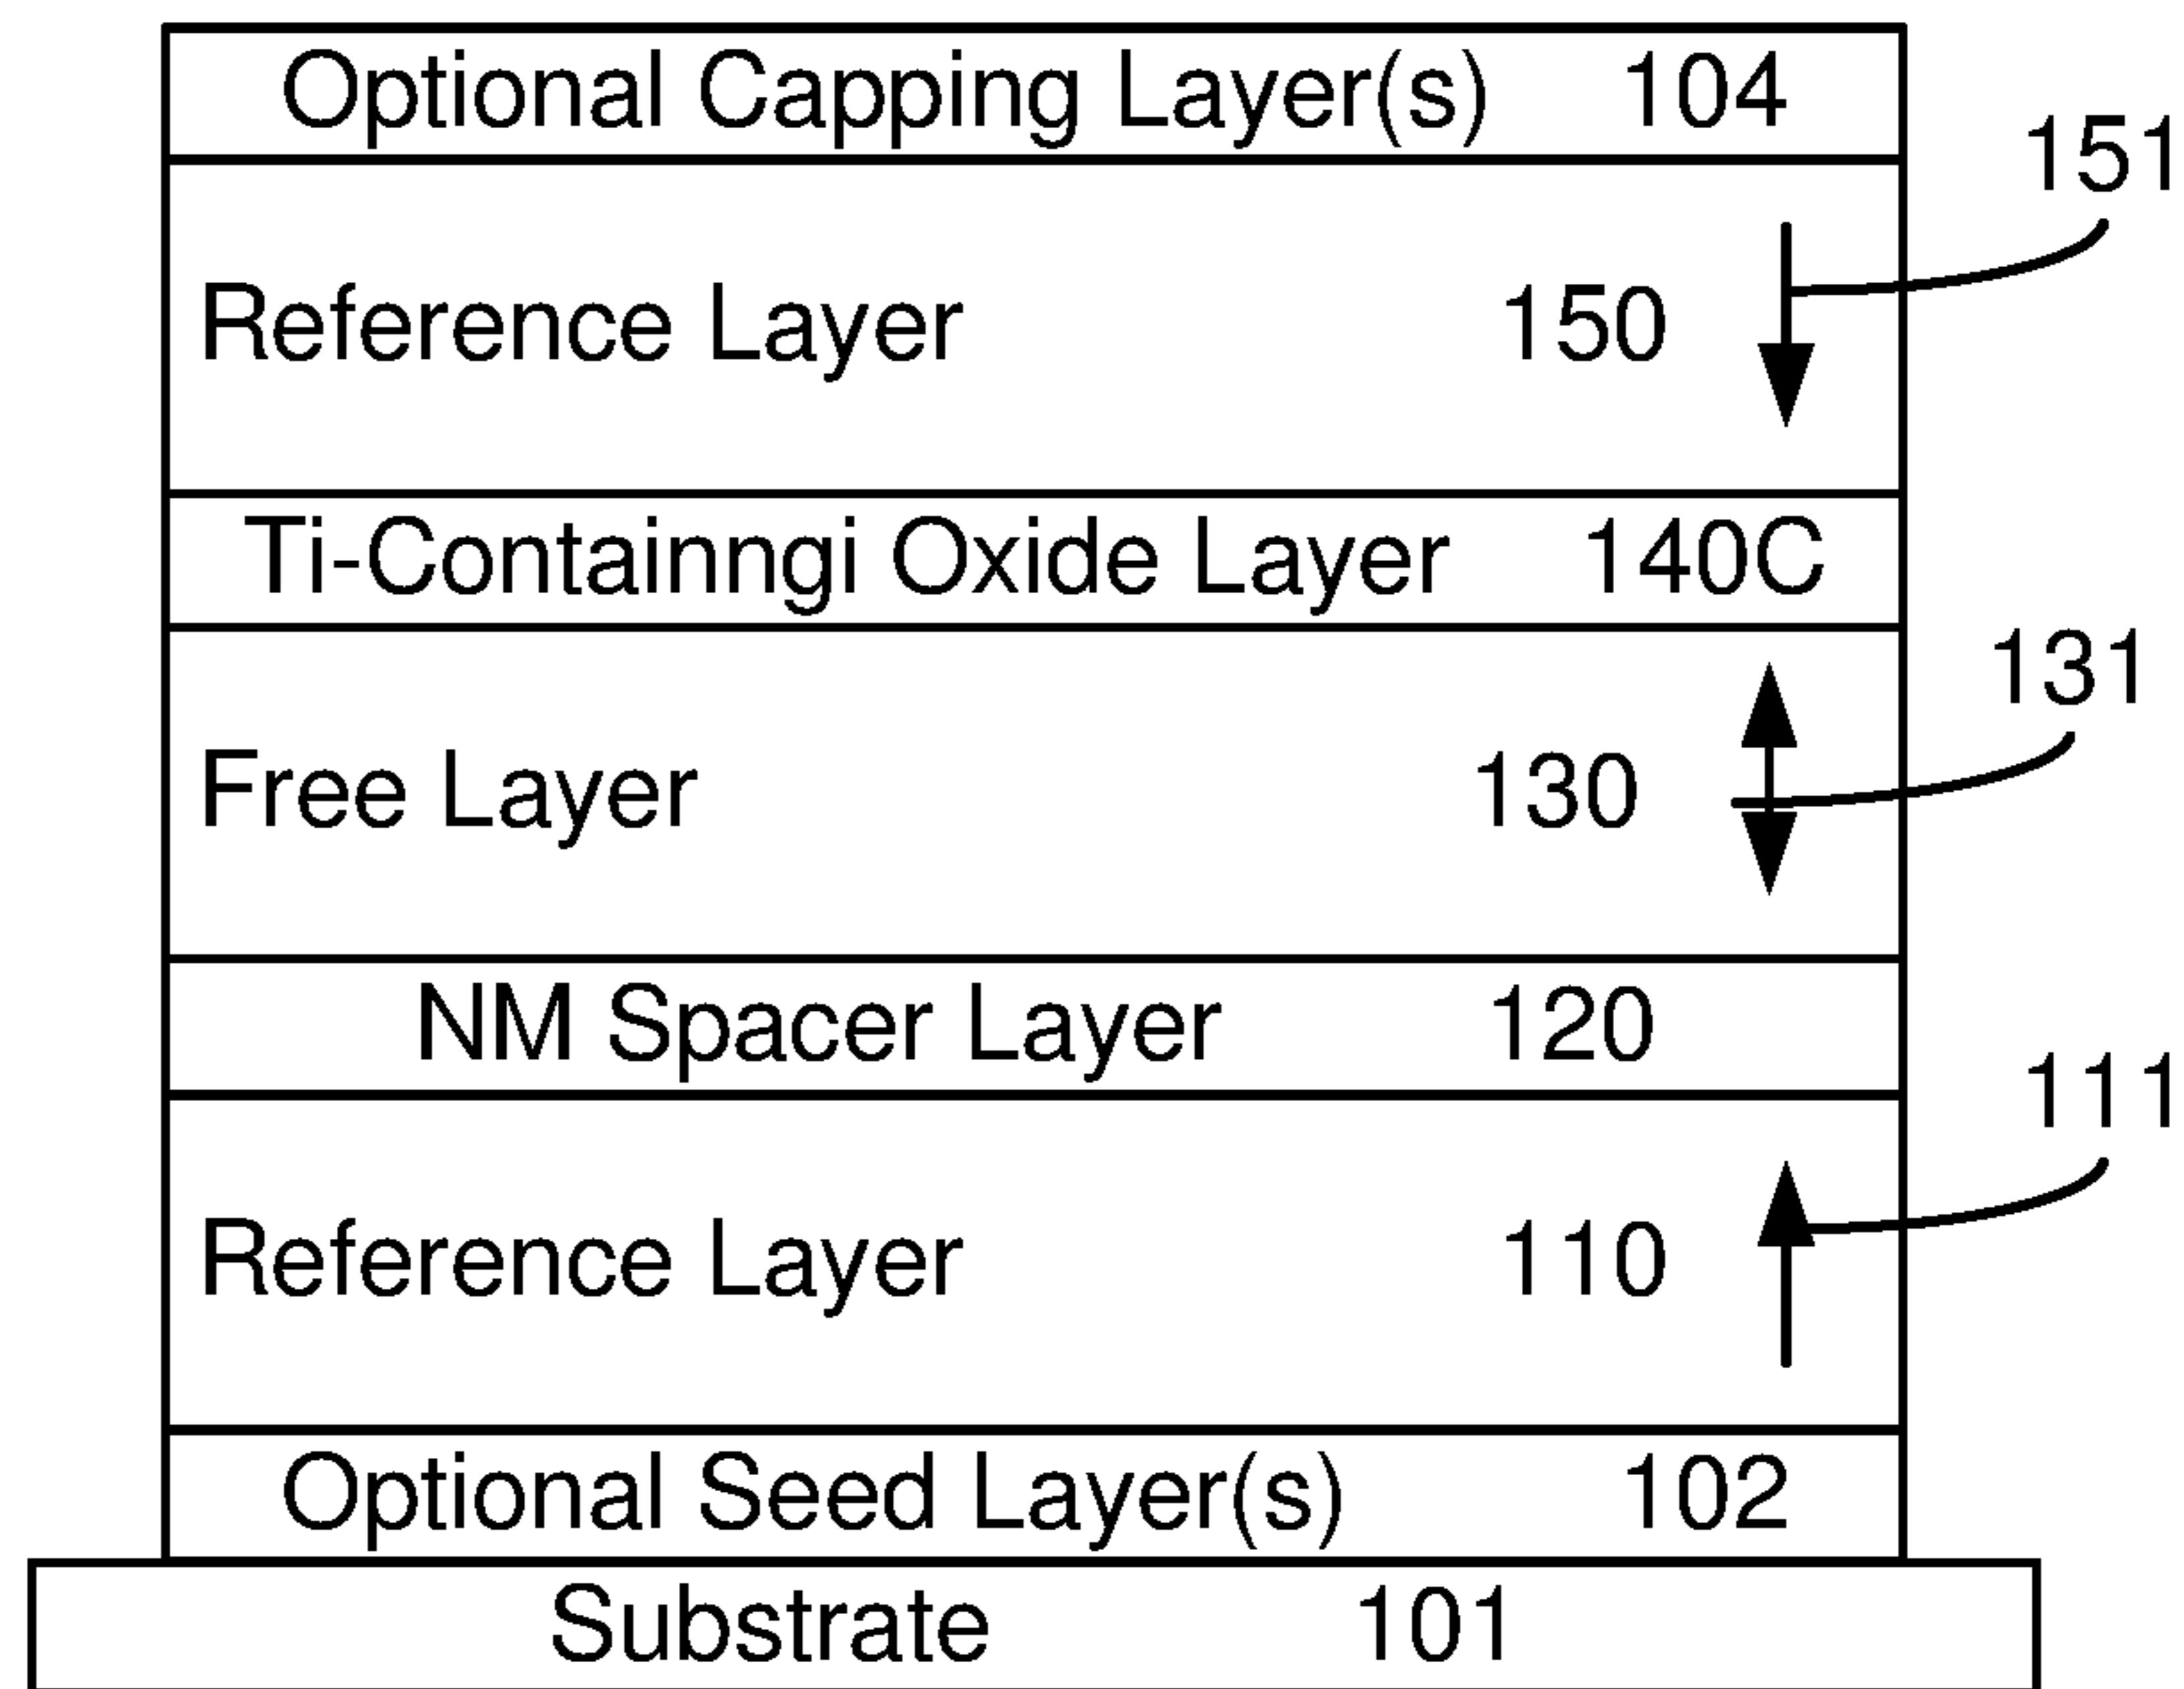 Optional Capping Layer(s) 104
151
Reference Layer 150
Ti-Containngi Oxide Layer 140C
131
Free Layer 130
NM Spacer Layer 120
111
Reference Layer 110
Optional Seed Layer(s) 102
Substrate 101